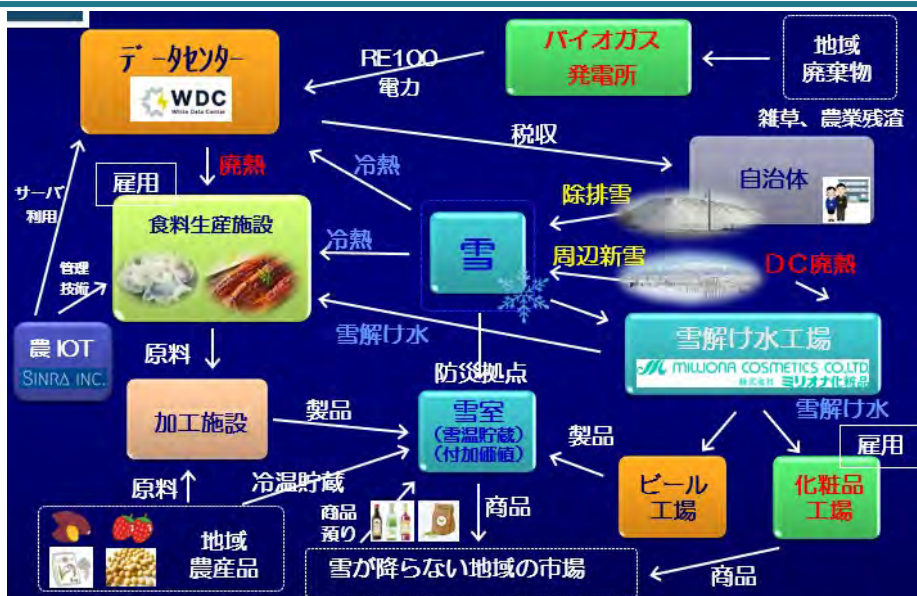 データセンター
WDC
White Data Center
RE100
電力
バイオガス
発電所
地域
廃棄物
雑草、農業残渣
税収
自治体
サーバ
利用
廃熱
雇用
冷熱
除排雪
食料生産施設
冷熱
雪
周辺新雪
DC廃熱
管理
技術
雪解け水
農IOT
SINRA INC.
原料
防災拠点
雪解け水工場
MILLIONA COSMETICS CO.LTD
株式会社 ミリオナ化粧品
雪解け水
加工施設
製品
雪室
(雪温貯蔵)
(付加価値)
製品
雇用
ビール
工場
化粧品
工場
原料
冷温貯蔵
商品
預り
商品
地域
農産品
雪が降らない地域の市場
商品